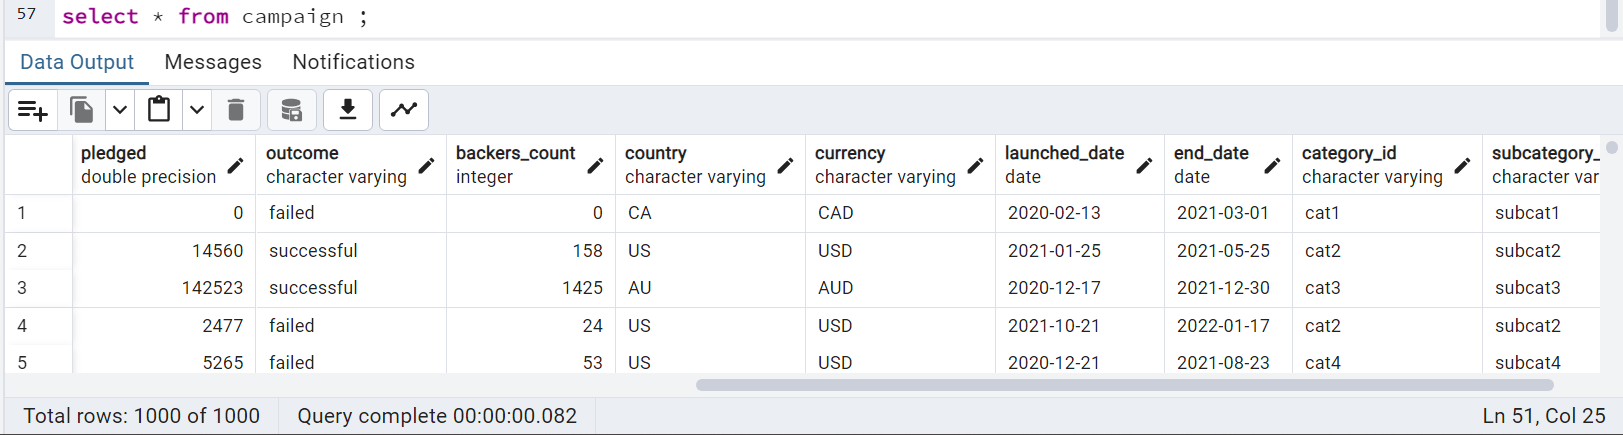 57 select * from campaign ;
Data Output Messages Notifications
pledged outcome backers_count country currency launched_date end_date category_id subcategory_
double precision character varying integer character varying character varying date date character varying character var
1 0 failed 0 CA CAD 2020-02-13 2021-03-01 cat1 subcat1
2 14560 successful 158 US USD 2021-01-25 2021-05-25 cat2 subcat2
3 142523 successful 1425 AU AUD 2020-12-17 2021-12-30 cat3 subcat3
4 2477 failed 24 US USD 2021-10-21 2022-01-17 cat2 subcat2
5 5265 failed 53 US USD 2020-12-21 2021-08-23 cat4 subcat4
Total rows: 1000 of 1000 Query complete 00:00:00.082 Ln 51, Col 25